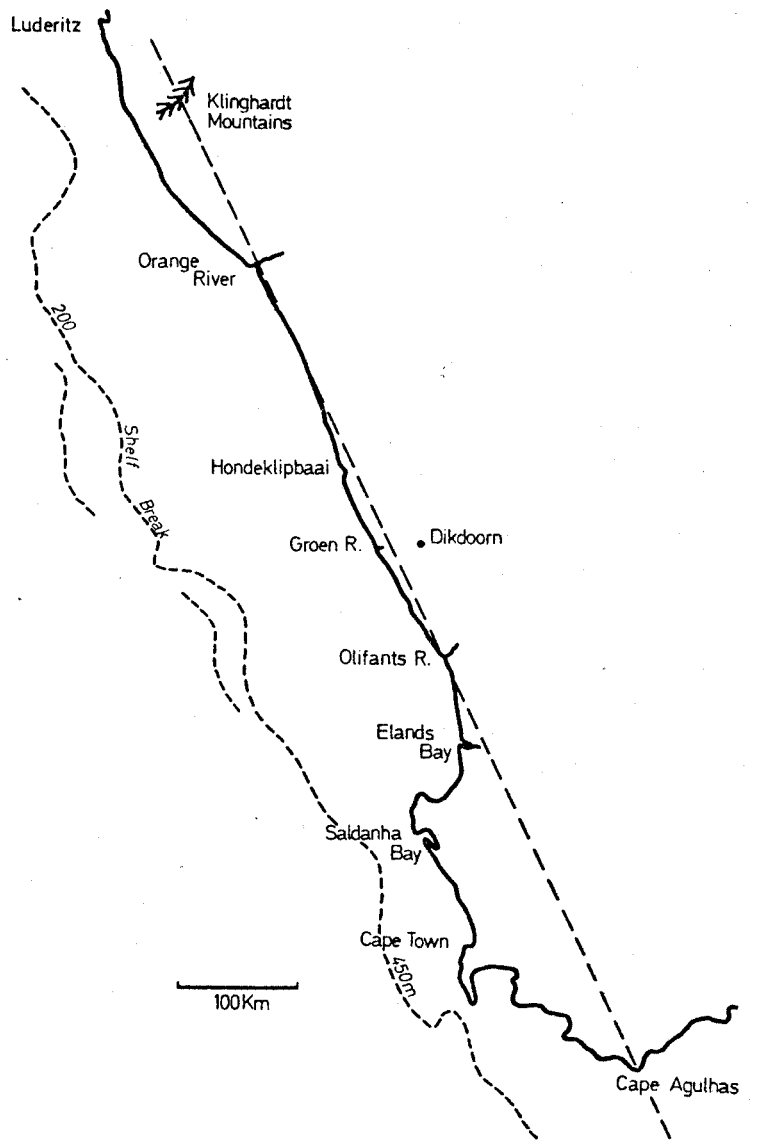 Luderitz
Klinghardt
Mountains
Orange
River
200
Shelf
Break
Hondeklipbaai
Groen R.
Dikdoorn
Olifants R.
Elands
Bay
Saldanha
Bay
Cape Town
450m
100Km
Cape Agulhas